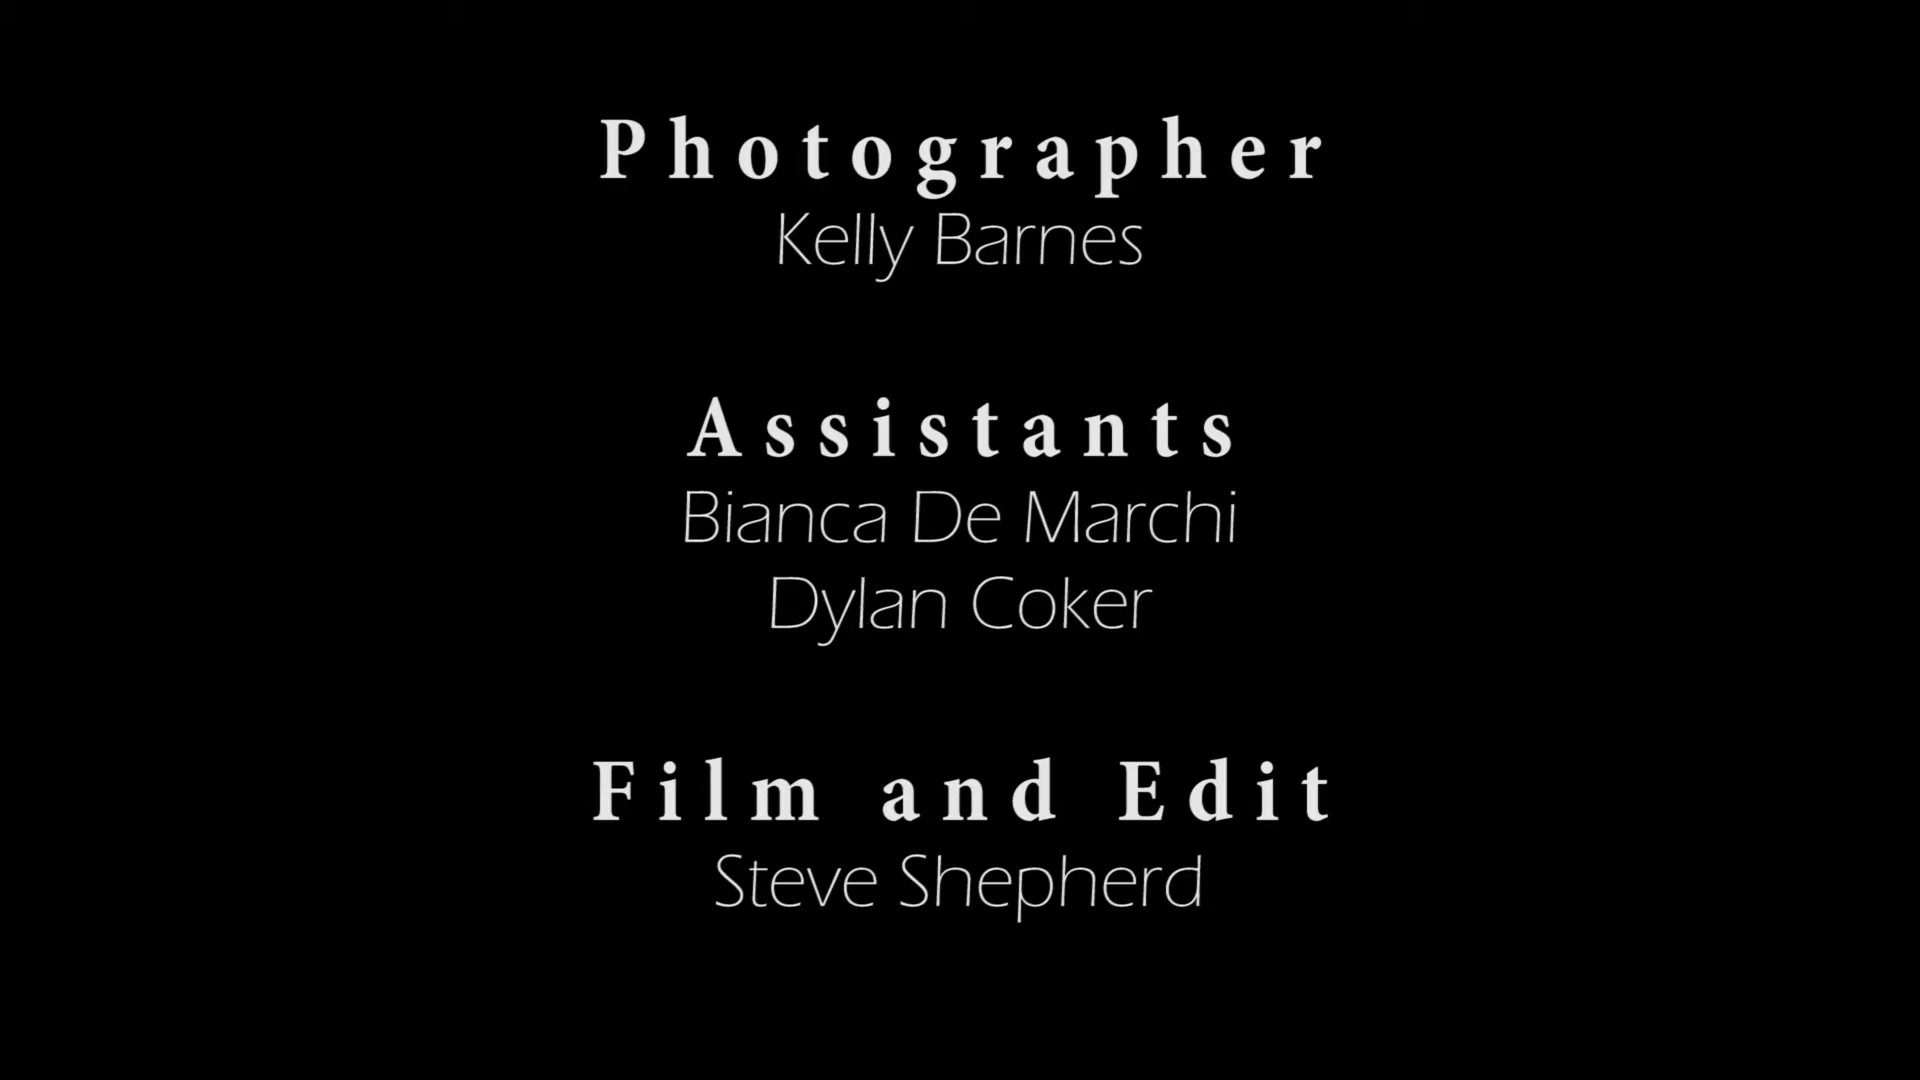 Photographer
Kelly Barnes
Assistants
Bianca De Marchi
Dylan Coker
Film and Edit
Steve Shepherd